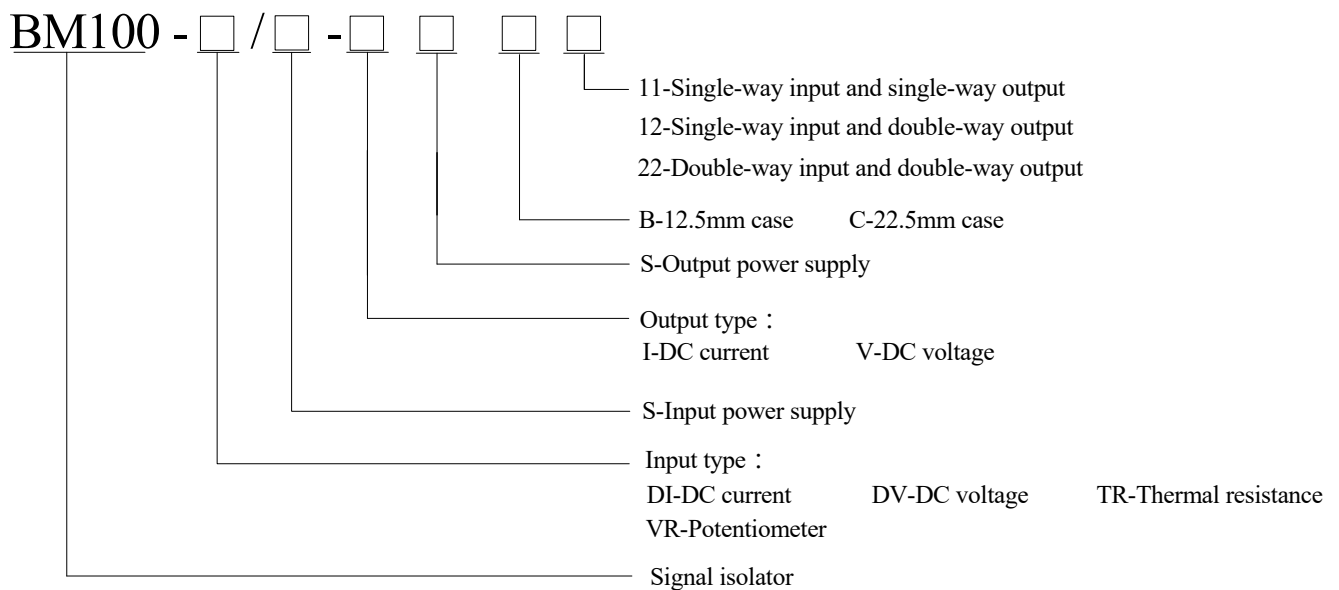 BM100 - □ / □ - □ □ □ □
11-Single-way input and single-way output
12-Single-way input and double-way output
22-Double-way input and double-way output
B-12.5mm case C-22.5mm case
S-Output power supply
Output type：
I-DC current V-DC voltage
S-Input power supply
Input type：
DI-DC current DV-DC voltage TR-Thermal resistance
VR-Potentiometer
Signal isolator